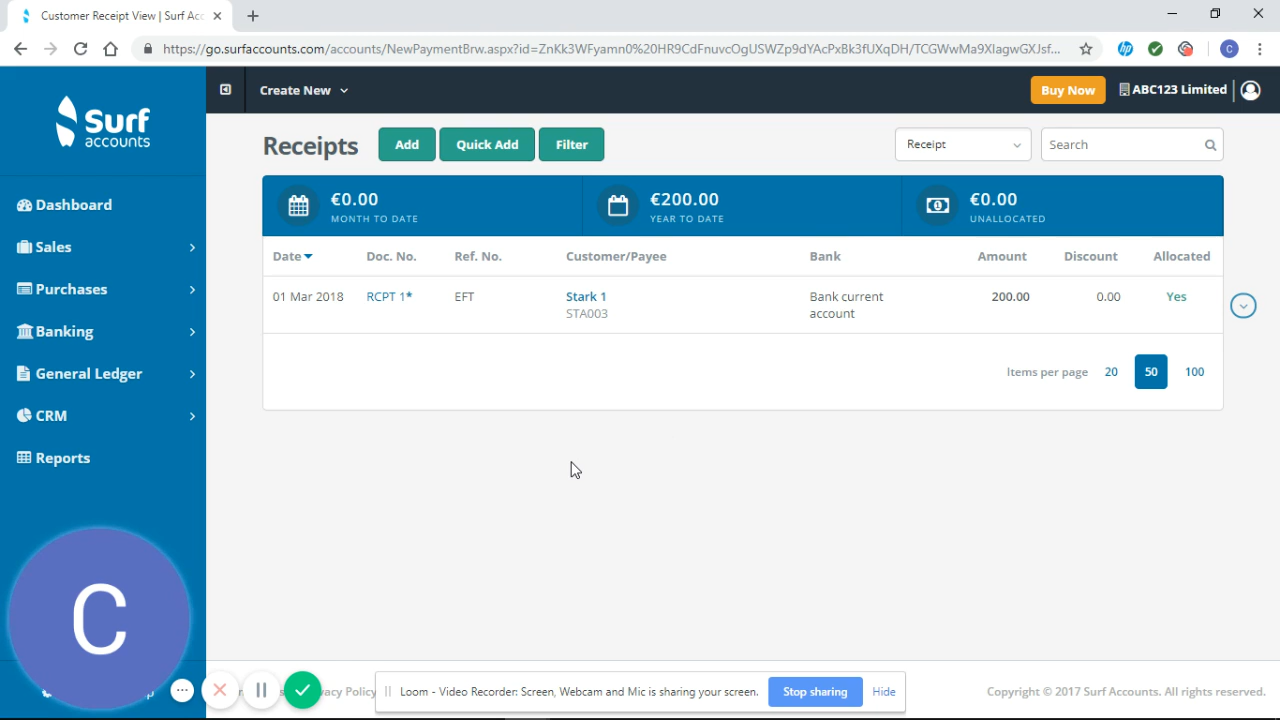 Customer Receipt View | Surf Acc
https://go.surfaccounts.com/accounts/NewPaymentBrw.aspx?id=ZnKk3WFyamn0%20HR9CdFnuvcOgUSWZp9dYAcPxBk3fUXqDH/TCGWwMa9XIagwGXJsf...
hp
C
Surf
accounts
Create New
Buy Now
ABC123 Limited
Receipts
Add
Quick Add
Filter
Receipt
Search
€0.00
MONTH TO DATE
€200.00
YEAR TO DATE
€0.00
UNALLOCATED
Dashboard
Sales
Purchases
Banking
General Ledger
CRM
Reports
Date Doc. No. Ref. No. Customer/Payee Bank Amount Discount Allocated
01 Mar 2018 RCPT 1* EFT Stark 1 Bank current 200.00 0.00 Yes
STA003 account
Items per page 20 50 100
C
acy Policy
Loom - Video Recorder: Screen, Webcam and Mic is sharing your screen.
Stop sharing
Hide
Copyright © 2017 Surf Accounts. All rights reserved.